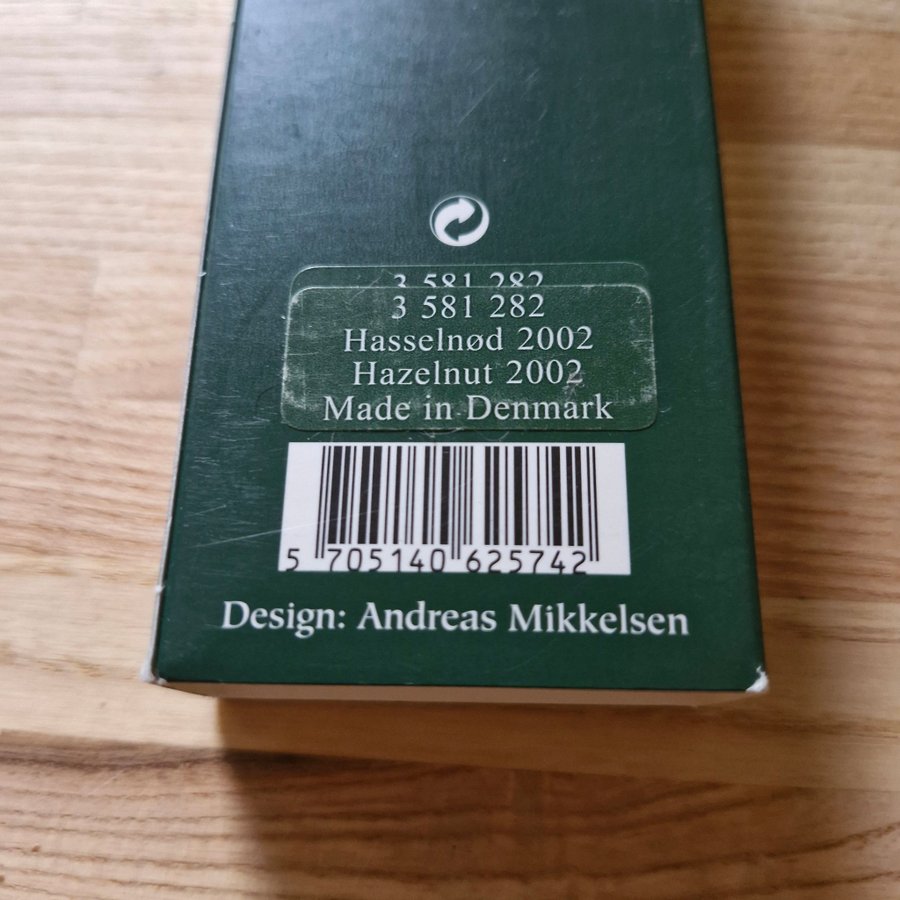 3 581 282
3 581 282
Hasselnød 2002
Hazelnut 2002
Made in Denmark
5 705140 625742
Design: Andreas Mikkelsen